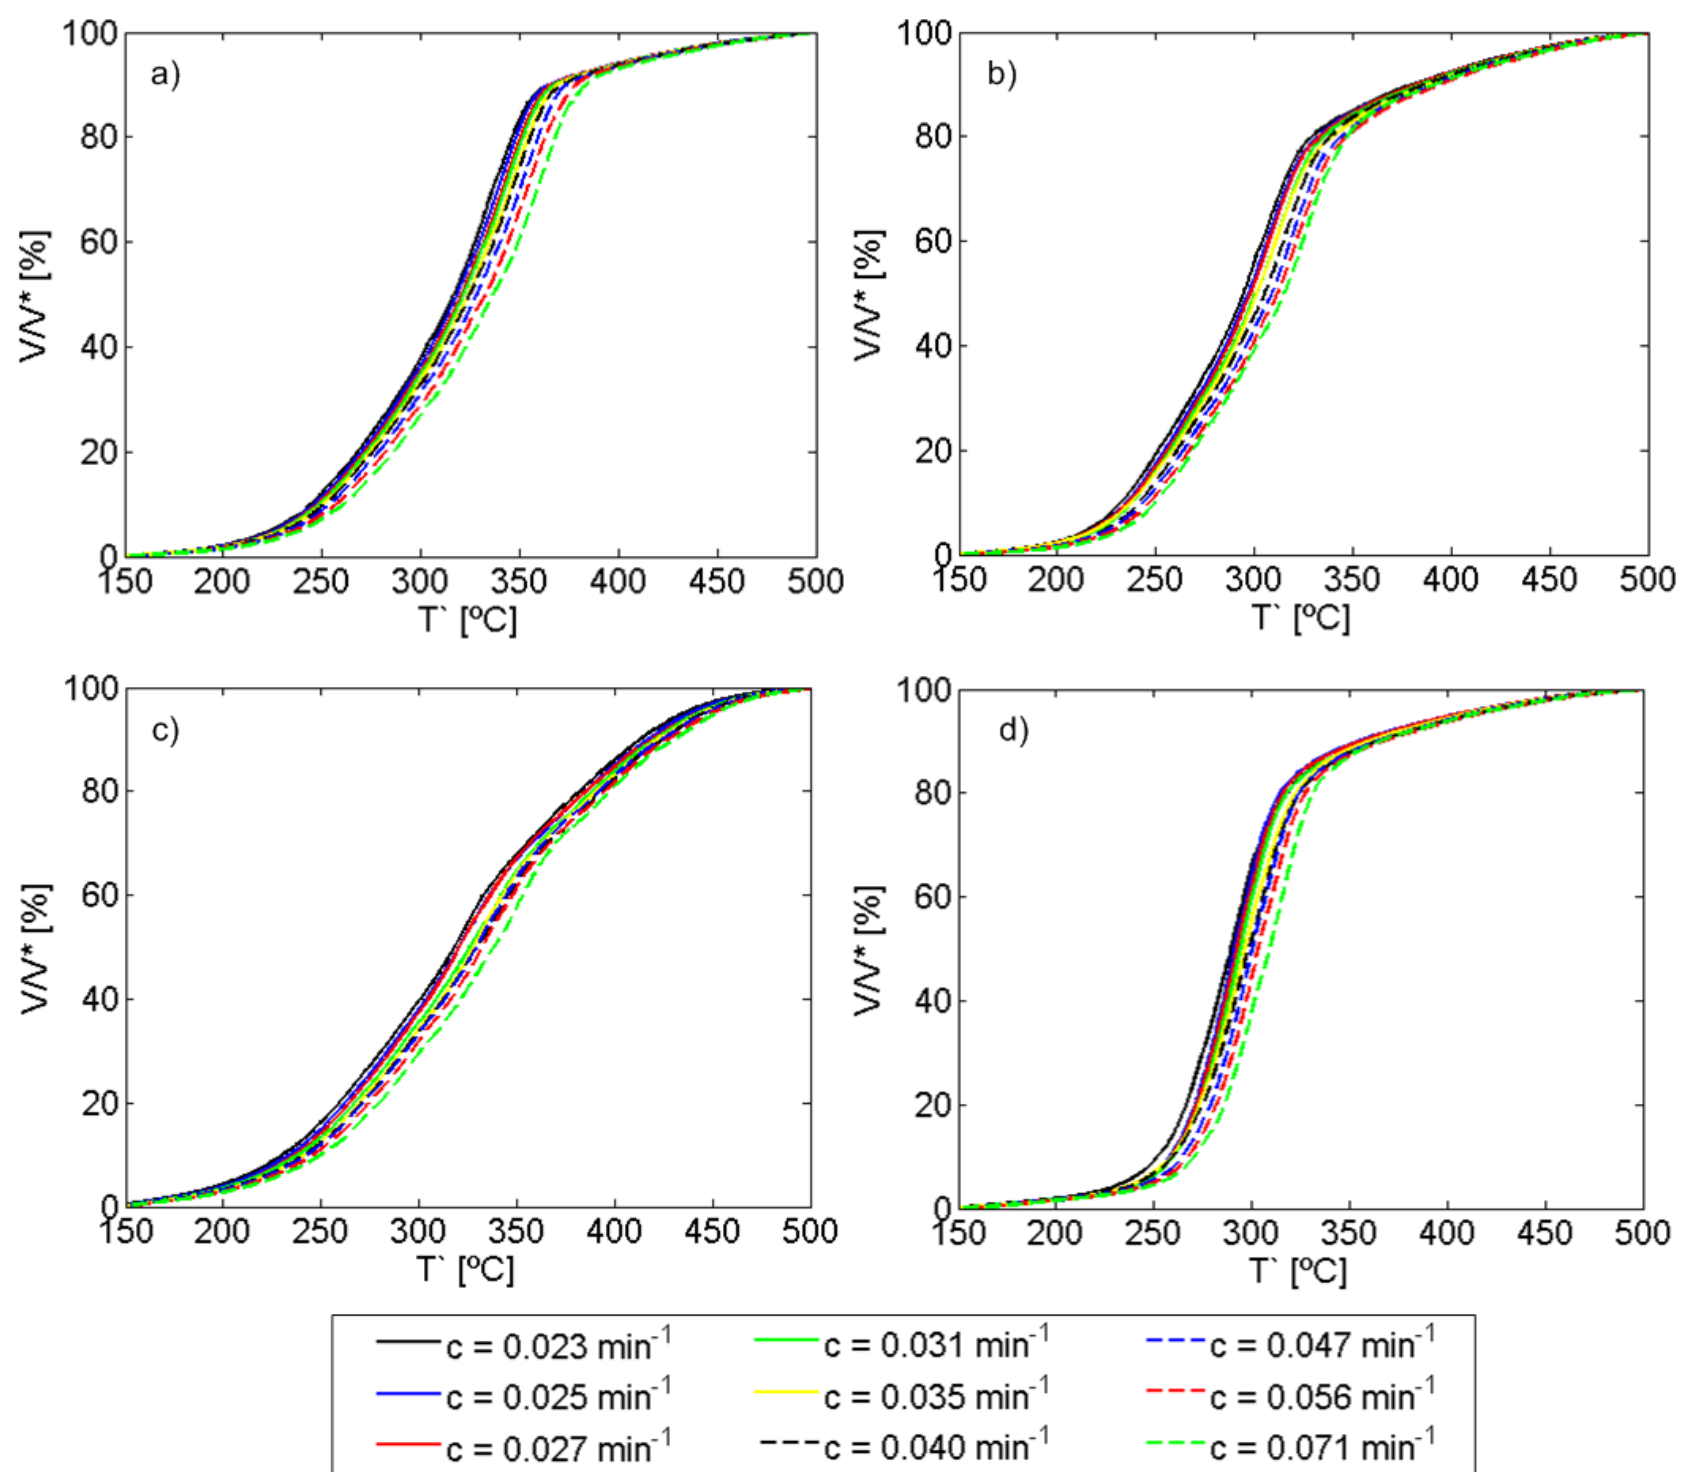 a)
V/V* [%]
100
80
60
40
20
0
150 200 250 300 350 400 450 500
T` [ºC]
b)
V/V* [%]
100
80
60
40
20
0
150 200 250 300 350 400 450 500
T` [ºC]
c)
V/V* [%]
100
80
60
40
20
0
150 200 250 300 350 400 450 500
T` [ºC]
d)
V/V* [%]
100
80
60
40
20
0
150 200 250 300 350 400 450 500
T` [ºC]
c = 0.023 min⁻¹ c = 0.031 min⁻¹ c = 0.047 min⁻¹
c = 0.025 min⁻¹ c = 0.035 min⁻¹ c = 0.056 min⁻¹
c = 0.027 min⁻¹ c = 0.040 min⁻¹ c = 0.071 min⁻¹